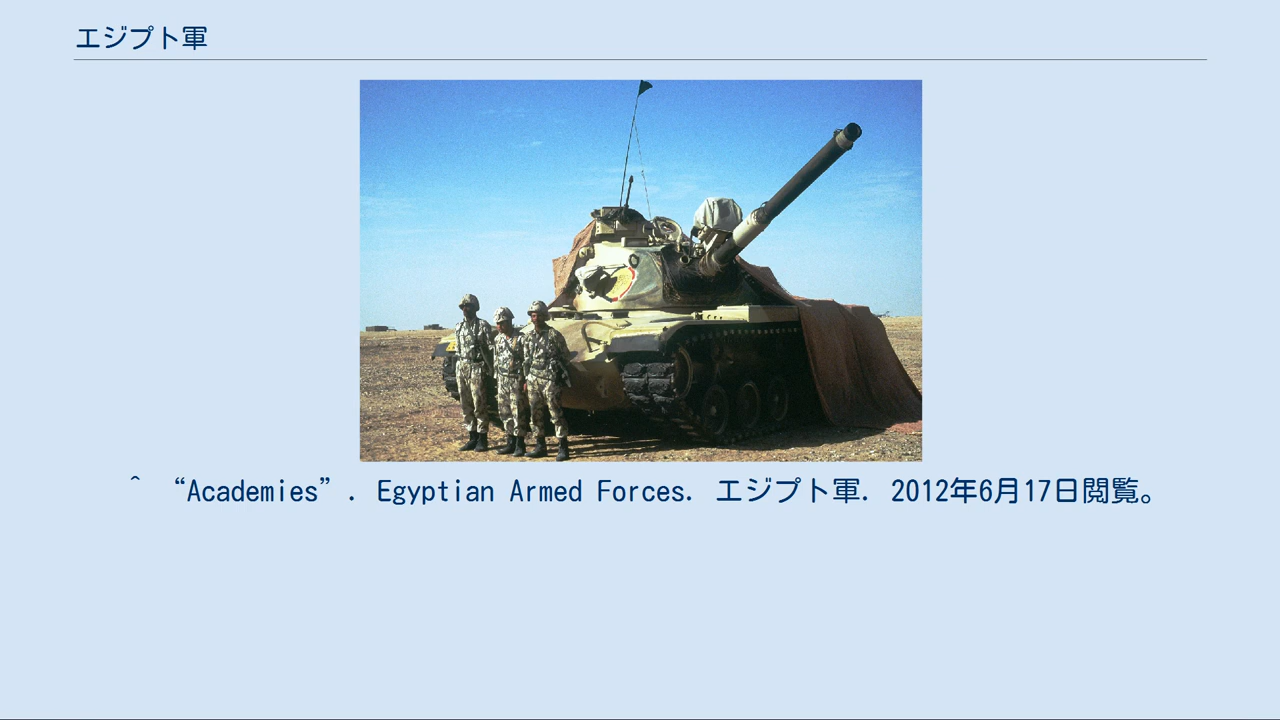 エジプト軍
^ “Academies”. Egyptian Armed Forces. エジプト軍. 2012年6月17日閲覧。